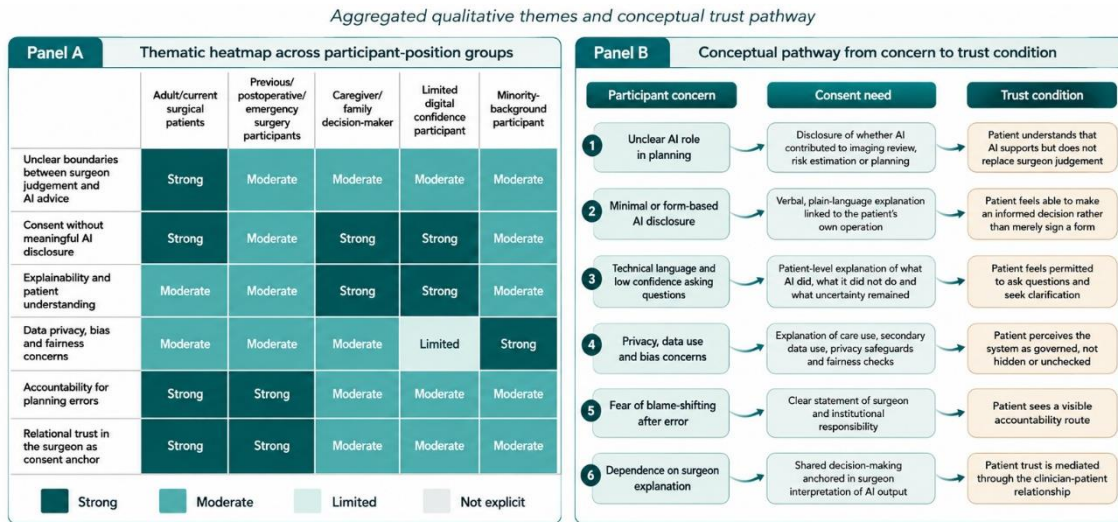 Aggregated qualitative themes and conceptual trust pathway
Panel A
Thematic heatmap across participant-position groups
Adult/current
surgical
patients
Previous/
postoperative/
emergency
surgery
participants
Caregiver/
family
decision-maker
Limited
digital
confidence
participant
Minority-
background
participant
Unclear boundaries
between surgeon
judgement and
AI advice
Strong
Moderate
Moderate
Moderate
Moderate
Consent without
meaningful AI
disclosure
Strong
Moderate
Strong
Strong
Moderate
Explainability and
patient
understanding
Moderate
Moderate
Strong
Strong
Moderate
Data privacy, bias
and fairness
concerns
Moderate
Moderate
Moderate
Limited
Strong
Accountability for
planning errors
Strong
Strong
Moderate
Moderate
Moderate
Relational trust in
the surgeon as
consent anchor
Strong
Strong
Moderate
Moderate
Moderate
Strong
Moderate
Limited
Not explicit
Panel B
Conceptual pathway from concern to trust condition
Participant concern
Consent need
Trust condition
1
Unclear AI role
in planning
Disclosure of whether AI
contributed to imaging review,
risk estimation or planning
Patient understands that
AI supports but does not
replace surgeon judgement
2
Minimal or form-based
AI disclosure
Verbal, plain-language explanation
linked to the patient's
own operation
Patient feels able to make
an informed decision rather
than merely sign a form
3
Technical language and
low confidence asking
questions
Patient-level explanation of what
AI did, what it did not do and
what uncertainty remained
Patient feels permitted
to ask questions and
seek clarification
4
Privacy, data use
and bias concerns
Explanation of care use, secondary
data use, privacy safeguards
and fairness checks
Patient perceives the
system as governed, not
hidden or unchecked
5
Fear of blame-shifting
after error
Clear statement of surgeon
and institutional
responsibility
Patient sees a visible
accountability route
6
Dependence on surgeon
explanation
Shared decision-making
anchored in surgeon
interpretation of AI output
Patient trust is mediated
through the clinician-patient
relationship